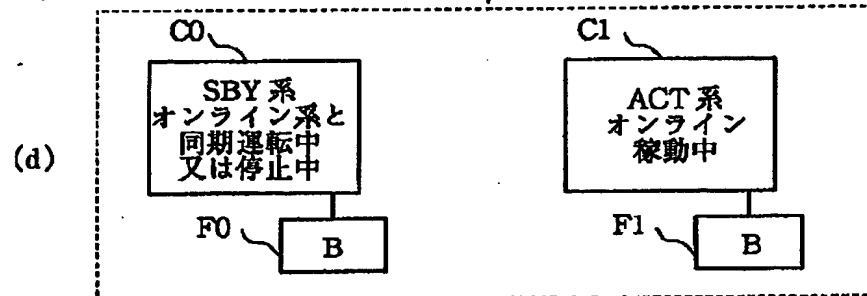 C0
C1
SBY系
オンライン系と
同期運転中
又は停止中
ACT系
オンライン
稼動中
(d)
F0
B
F1
B